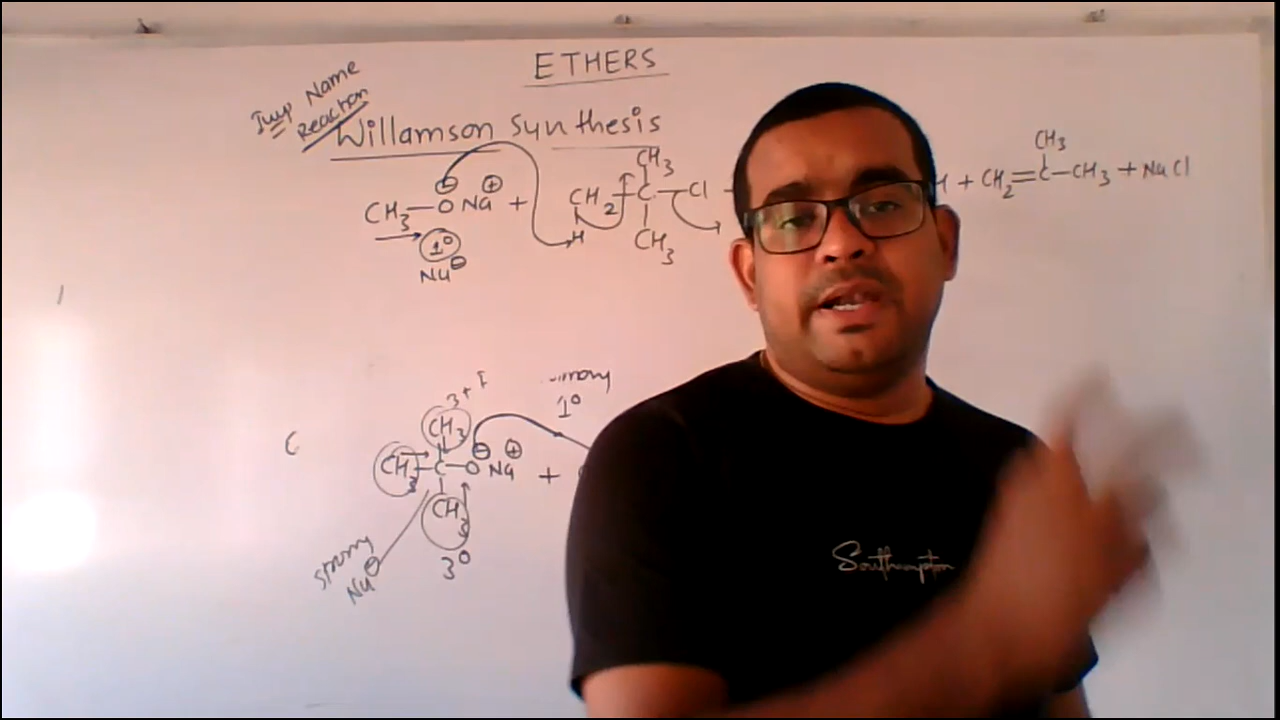 ETHERS
Imp Name
Reaction
Willamson Synthesis
CH₃
⊖ ⊕
CH₃—O Na + CH₂—C—Cl
H + CH₂=C—CH₃ + NaCl
CH₃
H
CH₃
1°
Nu⊖
+I
1°
CH₃
⊖ ⊕
CH₃—C—O Na +
CH₃
3°
strong
Nu⊖
Southampton